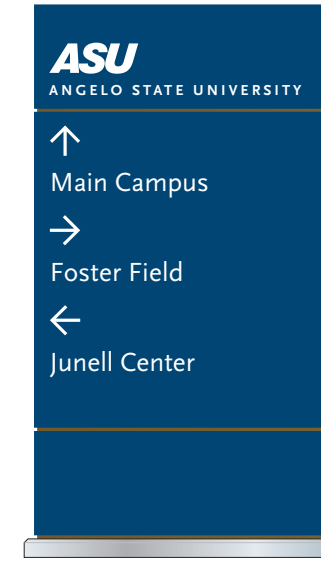 ASU
ANGELO STATE UNIVERSITY
↑
Main Campus
→
Foster Field
←
Junell Center